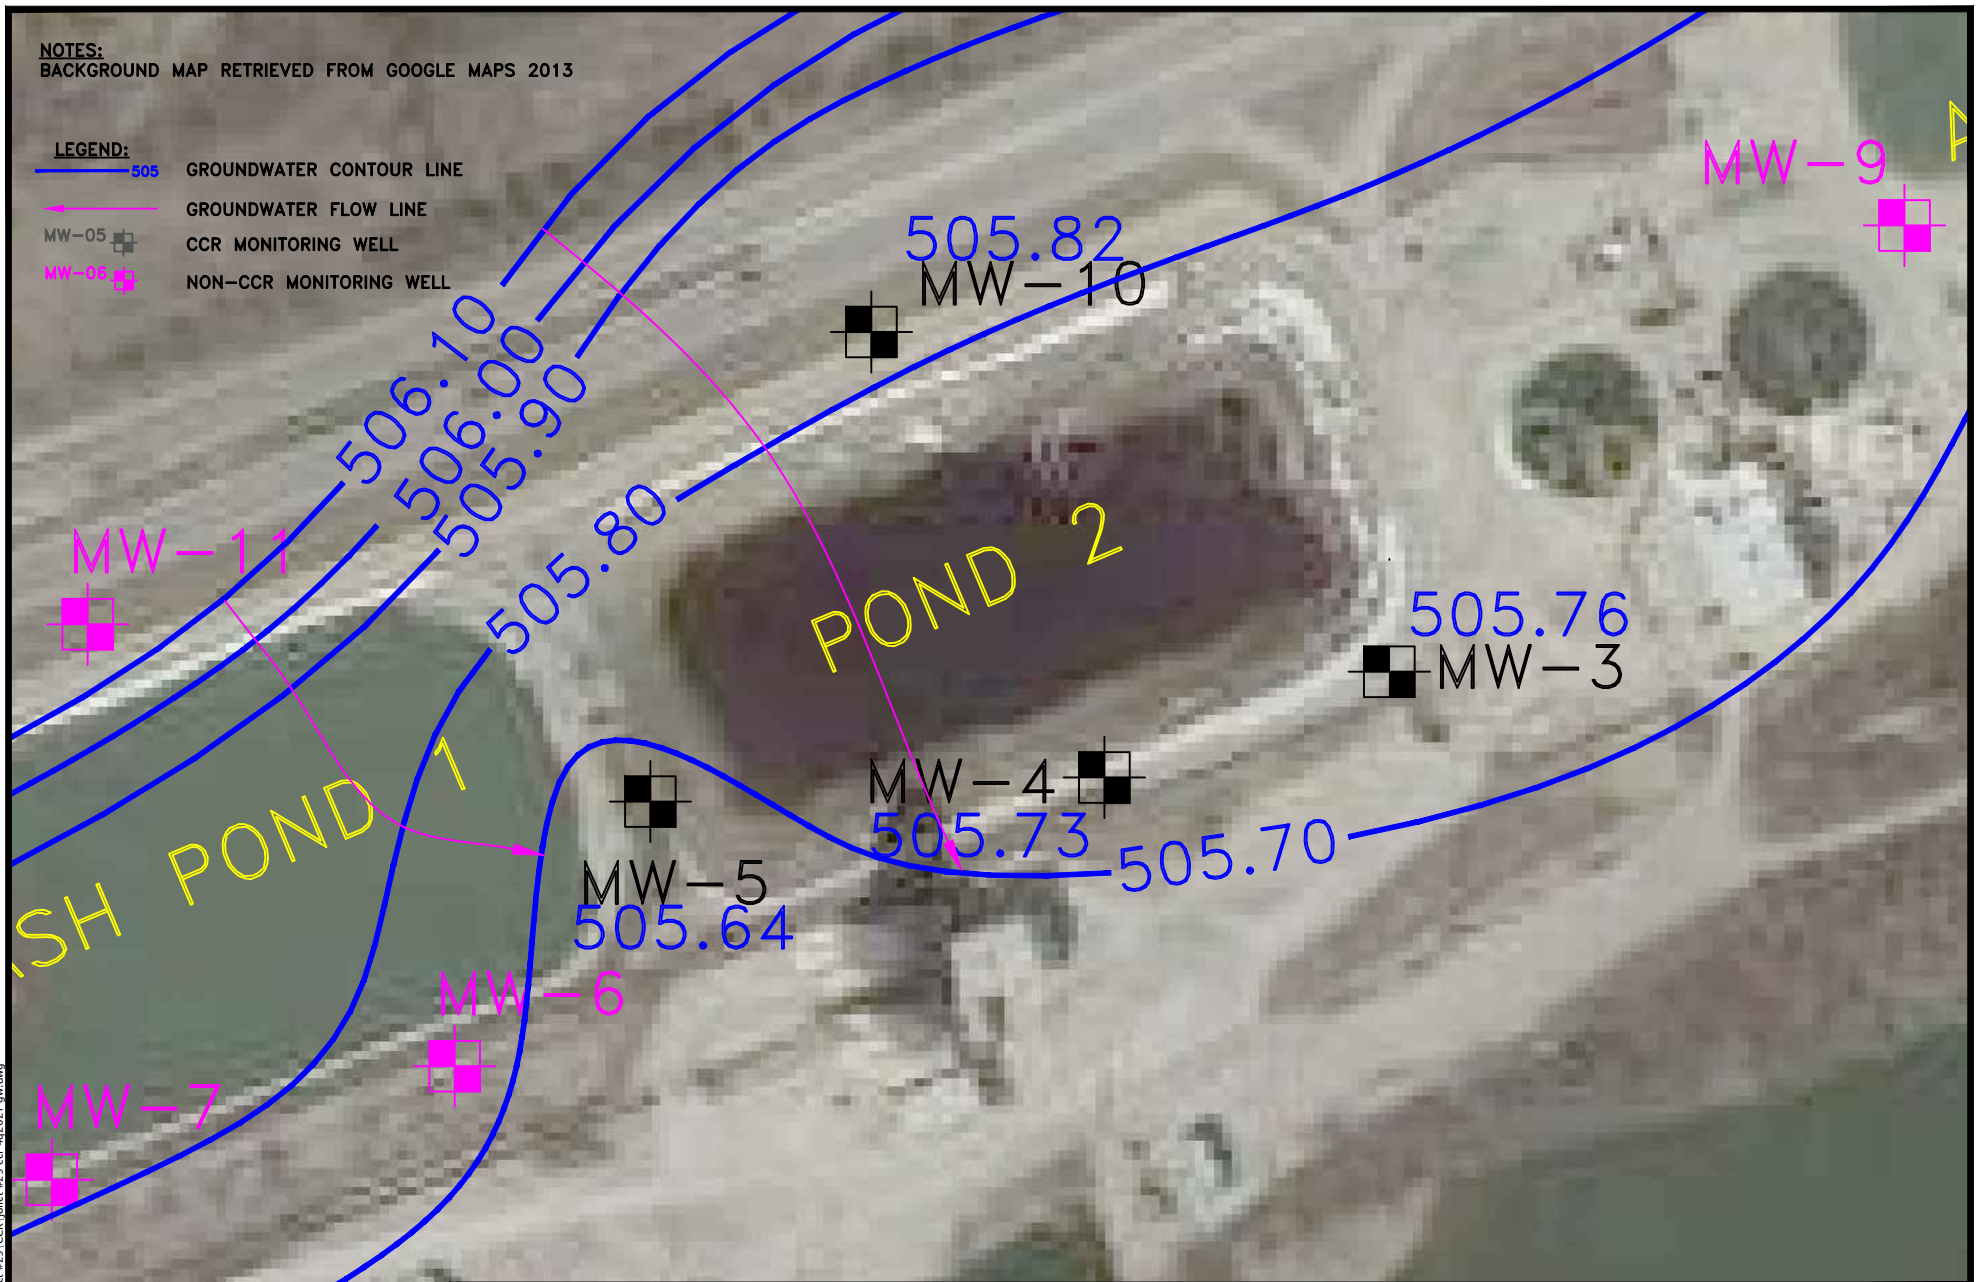 NOTES:
BACKGROUND MAP RETRIEVED FROM GOOGLE MAPS 2013
LEGEND:
505 GROUNDWATER CONTOUR LINE
GROUNDWATER FLOW LINE
MW-05 CCR MONITORING WELL
MW-06 NON-CCR MONITORING WELL
A
MW-9
505.82
MW-10
506.10
506.00
505.90
505.80
MW-11
POND 2
505.76
MW-3
MW-4
505.73
505.70
SH POND 1
MW-5
505.64
MW-6
MW-7